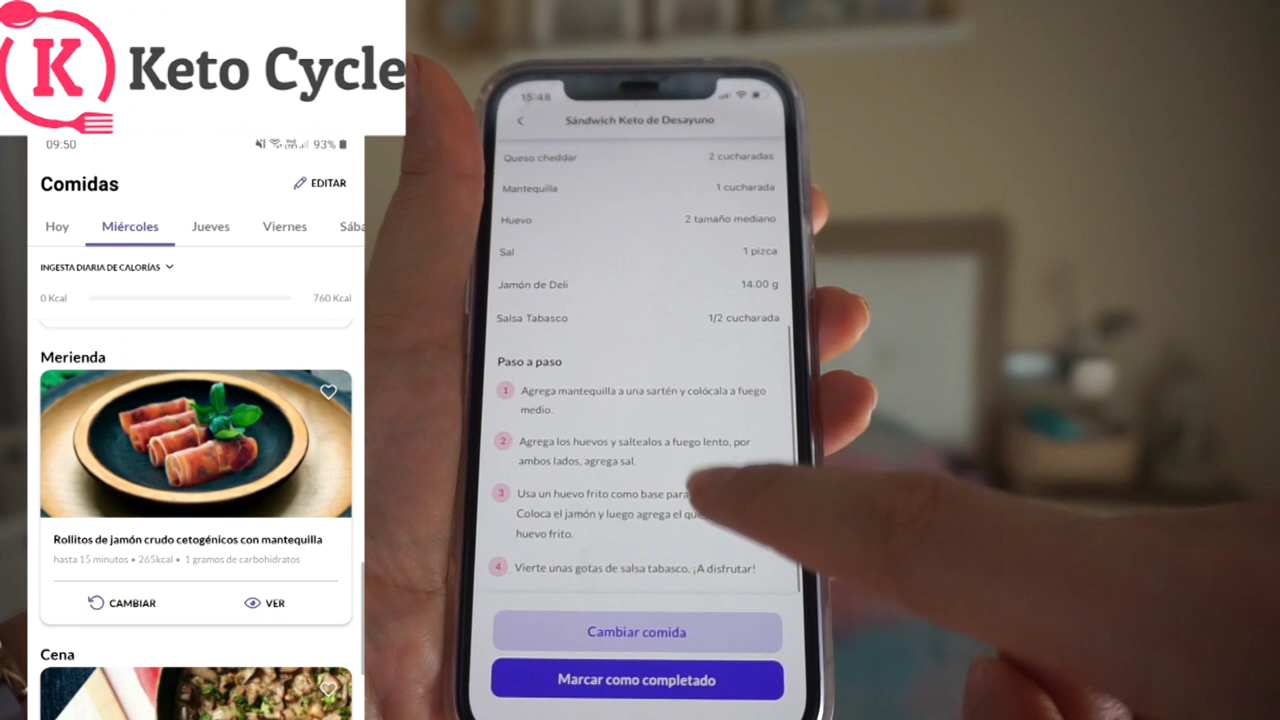 K Keto Cycle
09:50
93%
Comidas
EDITAR
Hoy
Miércoles
Jueves
Viernes
Sába
INGESTA DIARIA DE CALORÍAS
0 Kcal
760 Kcal
Merienda
Rollitos de jamón crudo cetogénicos con mantequilla
hasta 15 minutos • 265kcal • 1 gramos de carbohidratos
CAMBIAR
VER
Cena
15:48
Sándwich Keto de Desayuno
Queso cheddar 2 cucharadas
Mantequilla 1 cucharada
Huevo 2 tamaño mediano
Sal 1 pizca
Jamón de Deli 14.00 g
Salsa Tabasco 1/2 cucharada
Paso a paso
1 Agrega mantequilla a una sartén y colócala a fuego
medio.
2 Agrega los huevos y saltealos a fuego lento, por
ambos lados, agrega sal.
3 Usa un huevo frito como base para
Coloca el jamón y luego agrega el
huevo frito.
4 Vierte unas gotas de salsa tabasco. ¡A disfrutar!
Cambiar comida
Marcar como completado